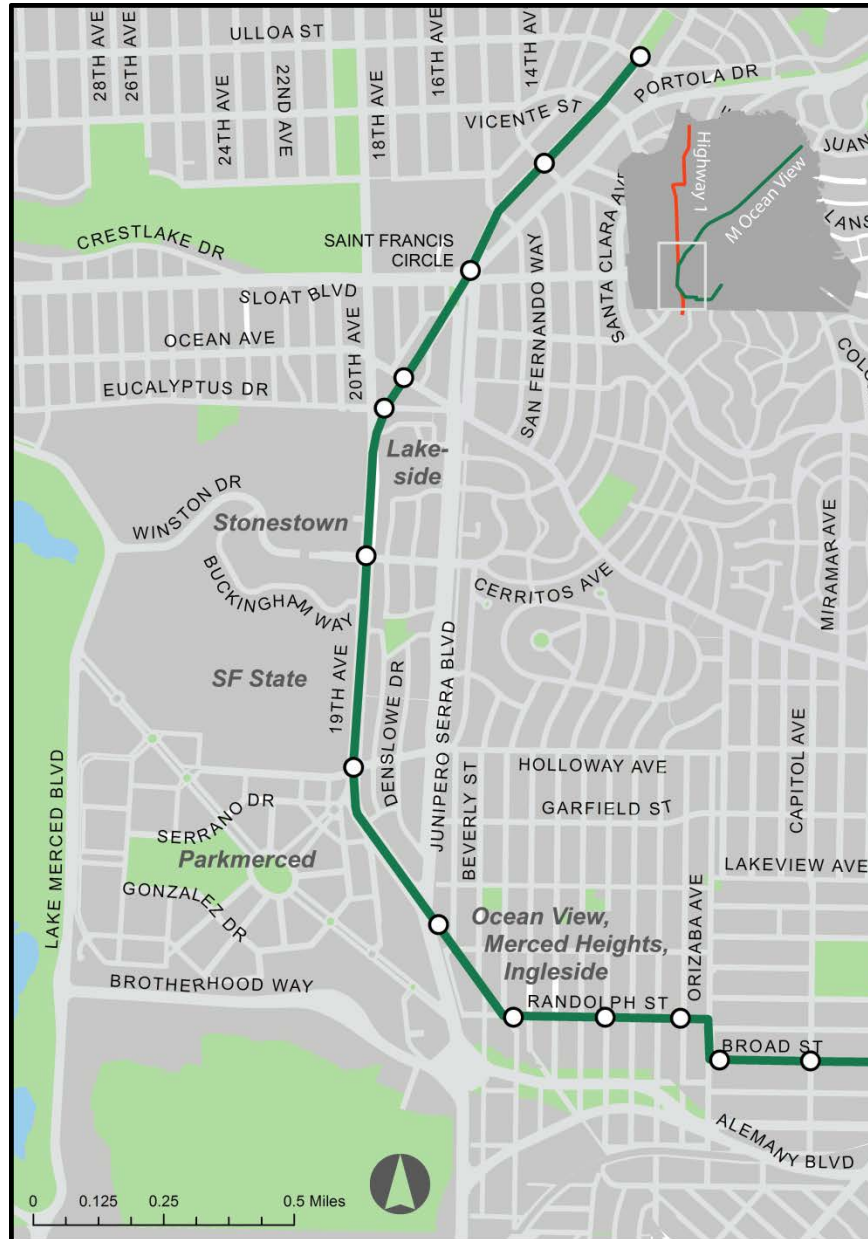 ULLOA ST
28TH AVE
26TH AVE
24TH AVE
22ND AVE
18TH AVE
16TH AVE
14TH AVE
VICENTE ST
PORTOLA DR
Highway 1
M Ocean View
JUAN
LANS
COLO
CRESTLAKE DR
SAINT FRANCIS
CIRCLE
SANTA CLARA AVE
SLOAT BLVD
SAN FERNANDO WAY
OCEAN AVE
20TH AVE
EUCALYPTUS DR
Lake-
side
WINSTON DR
Stonestown
BUCKINGHAM WAY
CERRITOS AVE
MIRAMAR AVE
SF State
19TH AVE
DENSLOWE DR
JUNIPERO SERRA BLVD
BEVERLY ST
HOLLOWAY AVE
CAPITOL AVE
GARFIELD ST
SERRANO DR
Parkmerced
LAKEVIEW AVE
LAKE MERCED BLVD
GONZALEZ DR
ORIZABA AVE
Ocean View,
Merced Heights,
Ingleside
BROTHERHOOD WAY
RANDOLPH ST
BROAD ST
ALEMANY BLVD
0 0.125 0.25 0.5 Miles